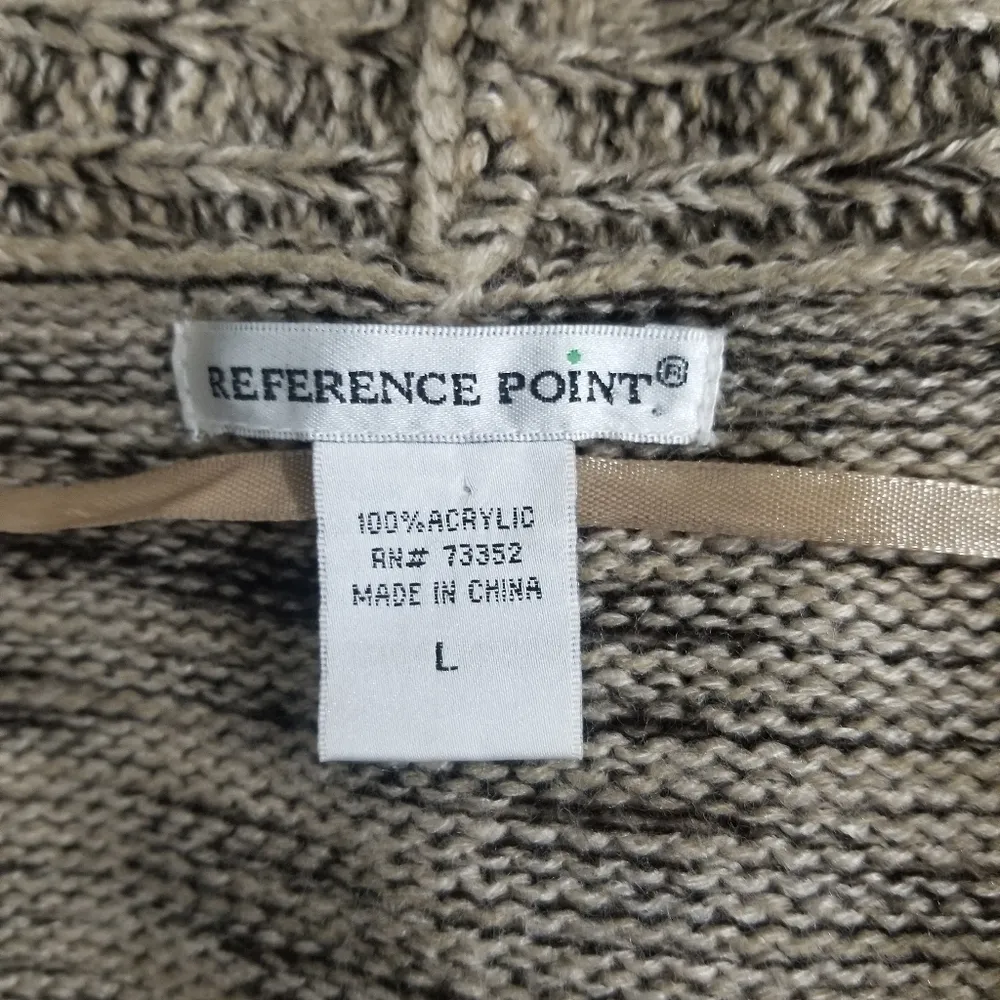 REFERENCE POINT®
100% ACRYLIC
RN# 73352
MADE IN CHINA
L